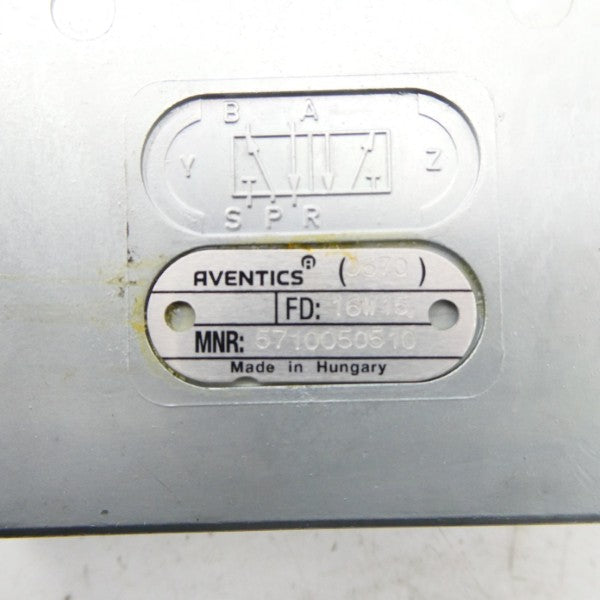 B A
Y Z
S P R
AVENTICS® (0570)
FD: 16W15
MNR: 5710050510
Made in Hungary